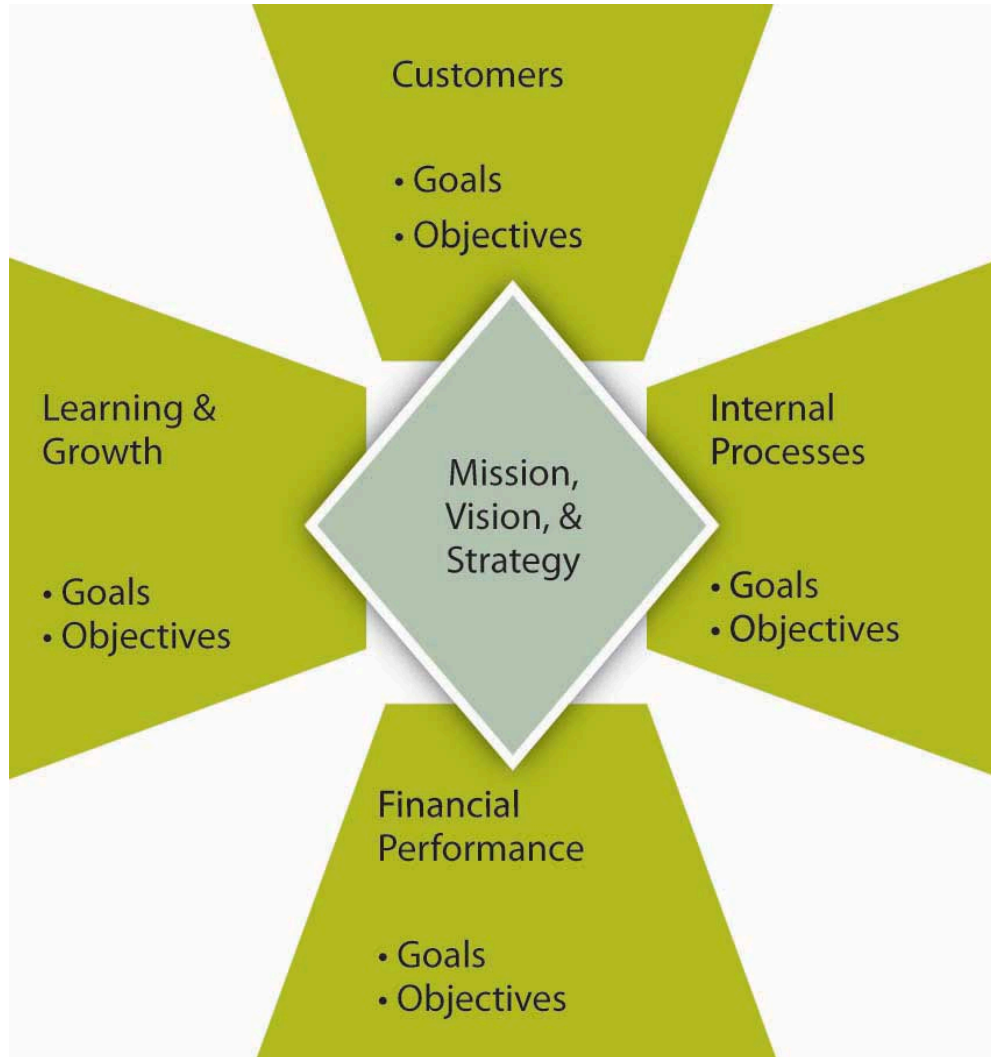 Customers
• Goals
• Objectives
Learning &
Growth
• Goals
• Objectives
Mission,
Vision, &
Strategy
Internal
Processes
• Goals
• Objectives
Financial
Performance
• Goals
• Objectives